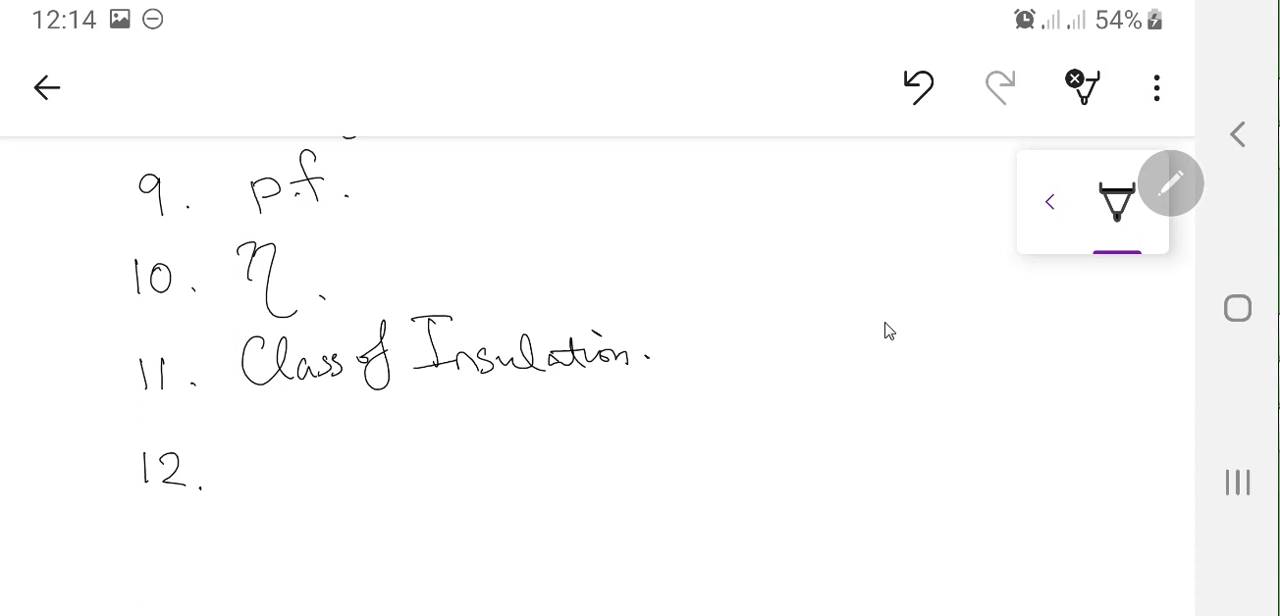 12:14 54%
9. p.f.
10. η.
11. Class of Insulation.
12.